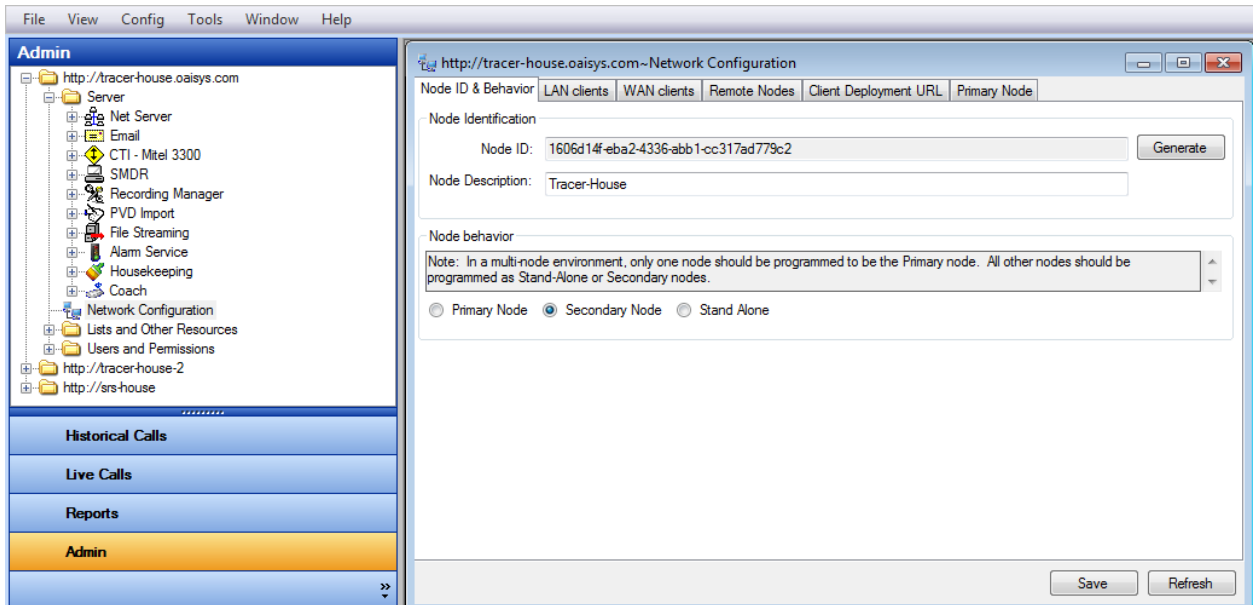 File View Config Tools Window Help
Admin
http://tracer-house.oaisys.com
Server
Net Server
Email
CTI - Mitel 3300
SMDR
Recording Manager
PVD Import
File Streaming
Alarm Service
Housekeeping
Coach
Network Configuration
Lists and Other Resources
Users and Permissions
http://tracer-house-2
http://srs-house
Historical Calls
Live Calls
Reports
Admin
http://tracer-house.oaisys.com~Network Configuration
Node ID & Behavior LAN clients WAN clients Remote Nodes Client Deployment URL Primary Node
Node Identification
Node ID: 1606d14f-eba2-4336-abb1-cc317ad779c2 Generate
Node Description: Tracer-House
Node behavior
Note: In a multi-node environment, only one node should be programmed to be the Primary node. All other nodes should be
programmed as Stand-Alone or Secondary nodes.
Primary Node Secondary Node Stand Alone
Save Refresh